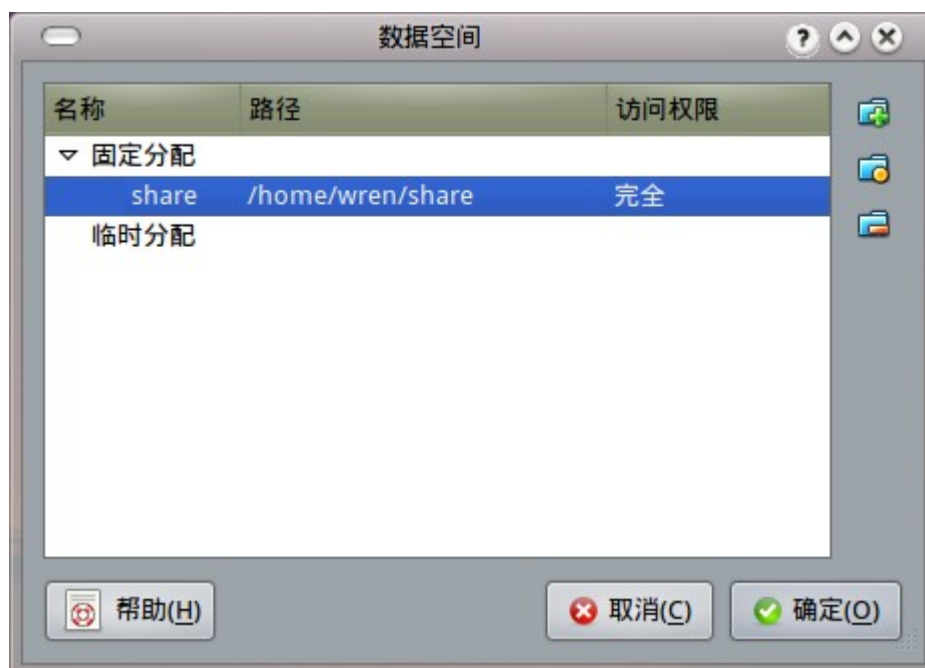 数据空间
名称 路径 访问权限
固定分配
share /home/wren/share 完全
临时分配
帮助(H) 取消(C) 确定(O)